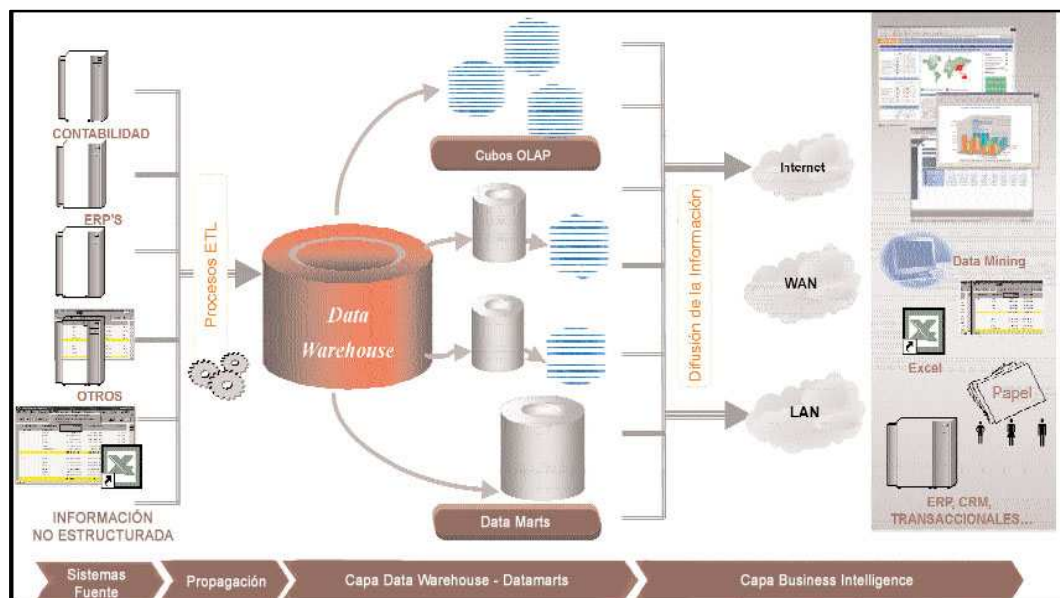 CONTABILIDAD
ERP'S
OTROS
INFORMACIÓN
NO ESTRUCTURADA
Procesos ETL
Data
Warehouse
Cubos OLAP
Data Marts
Difusión de la Información
Internet
WAN
LAN
Data Mining
Excel
Papel
ERP, CRM,
TRANSACCIONALES...
Sistemas
Fuente
Propagación
Capa Data Warehouse - Datamarts
Capa Business Intelligence